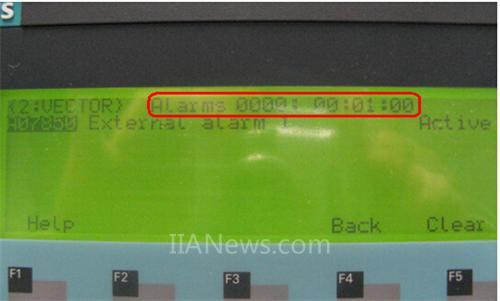 S
(2:VECTOR) Alarms 0009: 00:01:00
A07850 External alarm 1 Active
Help Back Clear
IIANews.com
F1 F2 F3 F4 F5